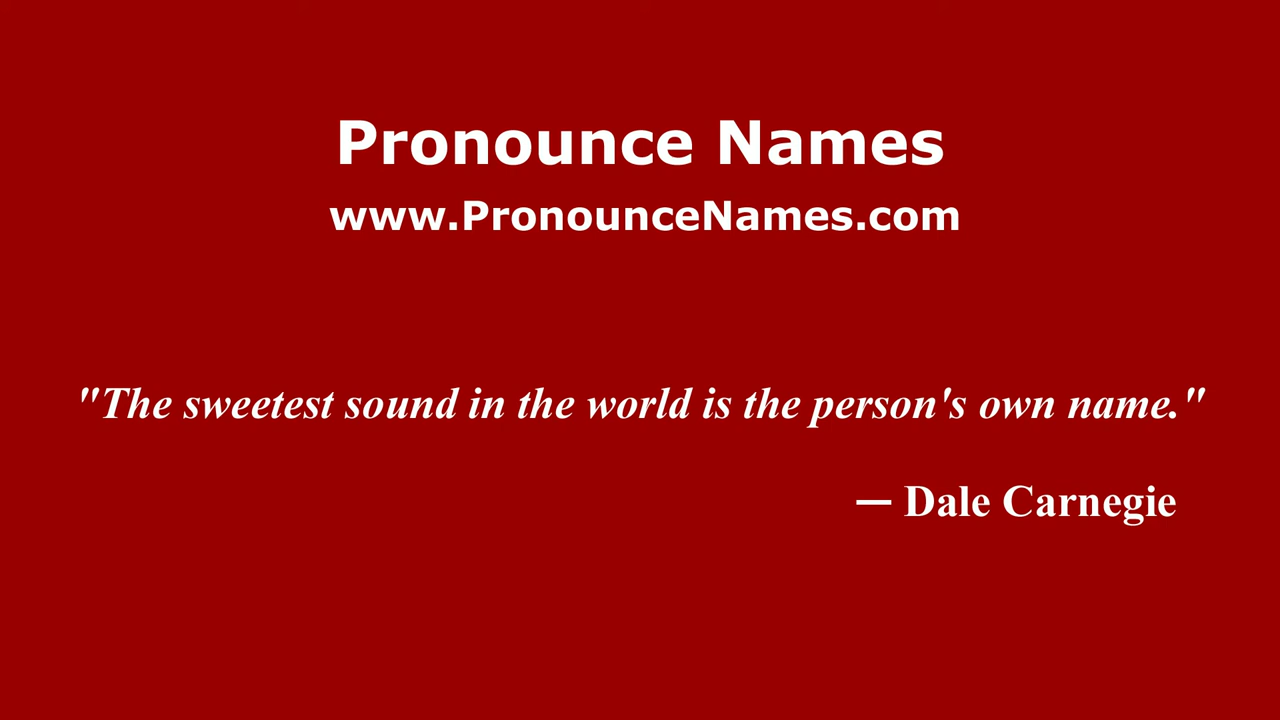 Pronounce Names
www.PronounceNames.com
"The sweetest sound in the world is the person's own name."
— Dale Carnegie